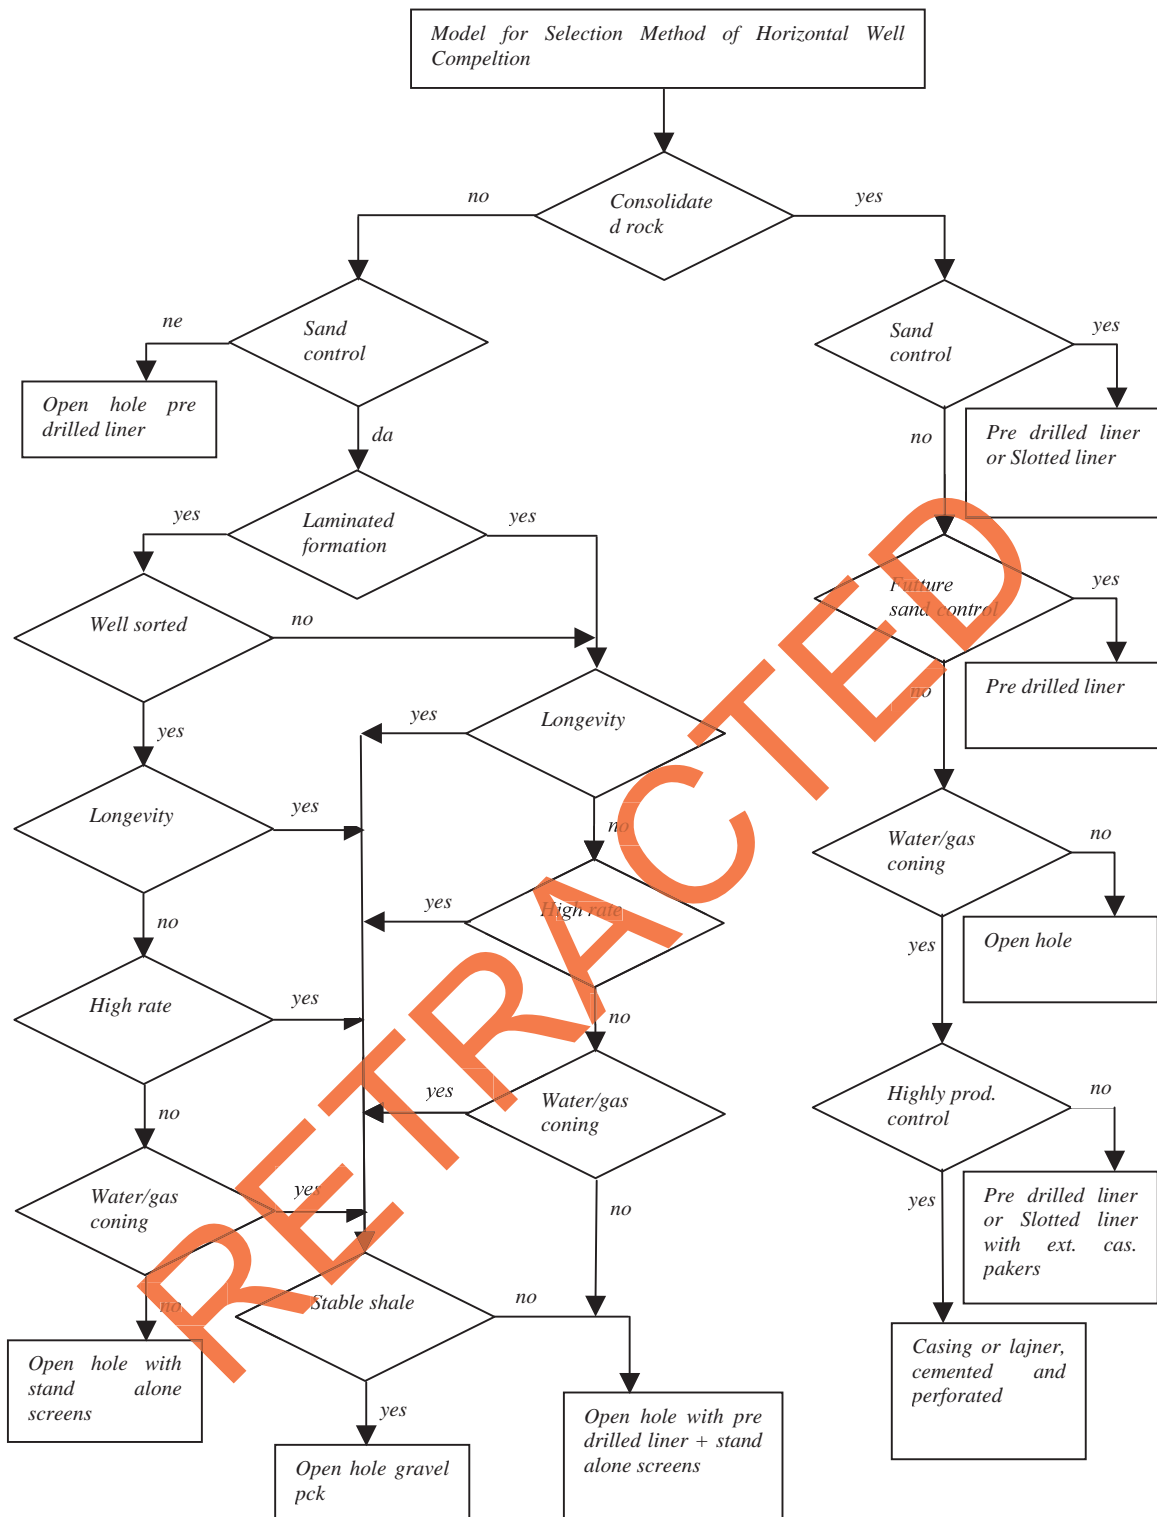 Model for Selection Method of Horizontal Well
Compeltion
no
yes
Consolidate
d rock
ne
Sand
control
Sand
control
yes
Open hole pre
drilled liner
da
no
Pre drilled liner
or Slotted liner
yes
Laminated
formation
yes
Futture
sand control
yes
Well sorted
no
Pre drilled liner
no
yes
yes
Longevity
Longevity
yes
no
Water/gas
coning
no
no
yes
High rate
yes
Open hole
High rate
yes
no
no
yes
Water/gas
coning
Highly prod.
control
no
Water/gas
coning
yes
no
yes
Pre drilled liner
or Slotted liner
with ext. cas.
pakers
no
Stable shale
no
Open hole with
stand alone
screens
yes
Open hole with pre
drilled liner + stand
alone screens
Casing or lajner,
cemented and
perforated
Open hole gravel
pck
RETRACTED